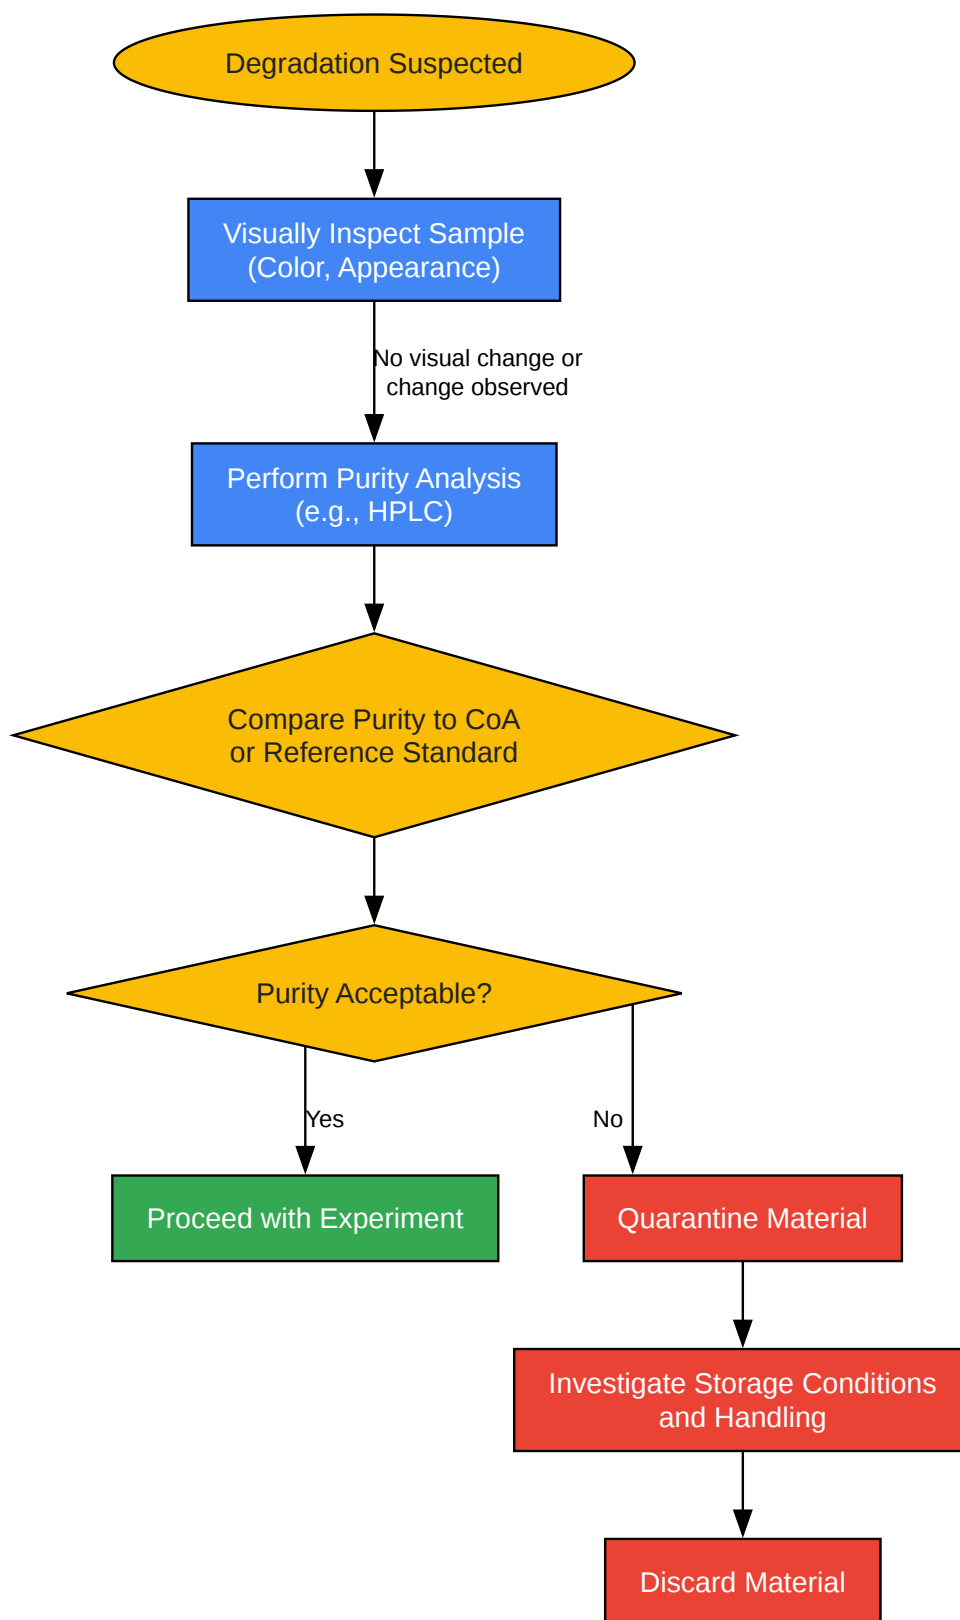 Degradation Suspected
Visually Inspect Sample
(Color, Appearance)
No visual change or
change observed
Perform Purity Analysis
(e.g., HPLC)
Compare Purity to CoA
or Reference Standard
Purity Acceptable?
Yes
No
Proceed with Experiment
Quarantine Material
Investigate Storage Conditions
and Handling
Discard Material